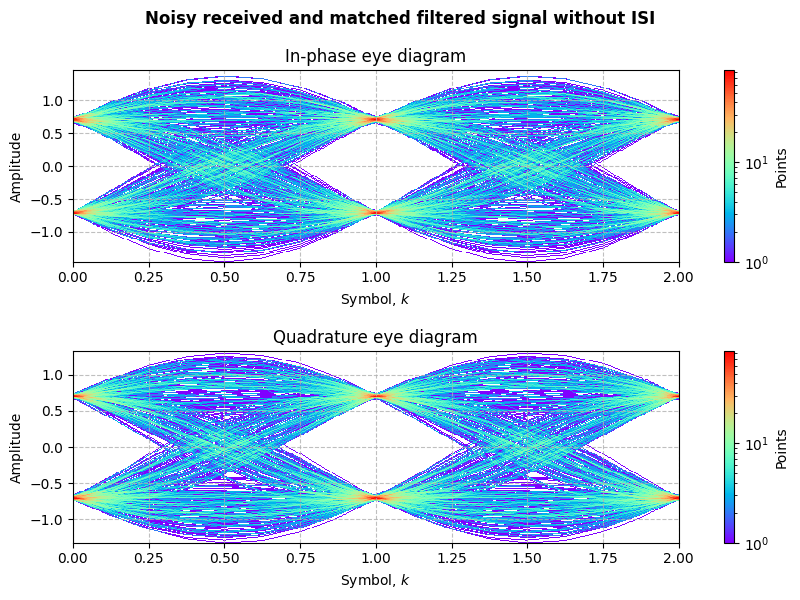 Noisy received and matched filtered signal without ISI
In-phase eye diagram
1.0
0.5
0.0
−0.5
−1.0
Amplitude
0.00 0.25 0.50 0.75 1.00 1.25 1.50 1.75 2.00
Symbol, k
10¹
10⁰
Points
Quadrature eye diagram
1.0
0.5
0.0
−0.5
−1.0
Amplitude
0.00 0.25 0.50 0.75 1.00 1.25 1.50 1.75 2.00
Symbol, k
10¹
10⁰
Points